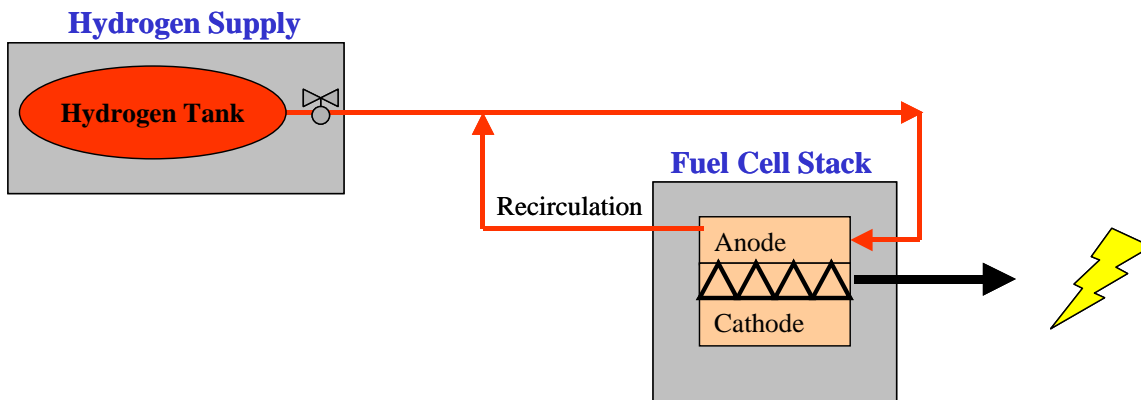 Hydrogen Supply
Hydrogen Tank
Fuel Cell Stack
Recirculation
Anode
Cathode